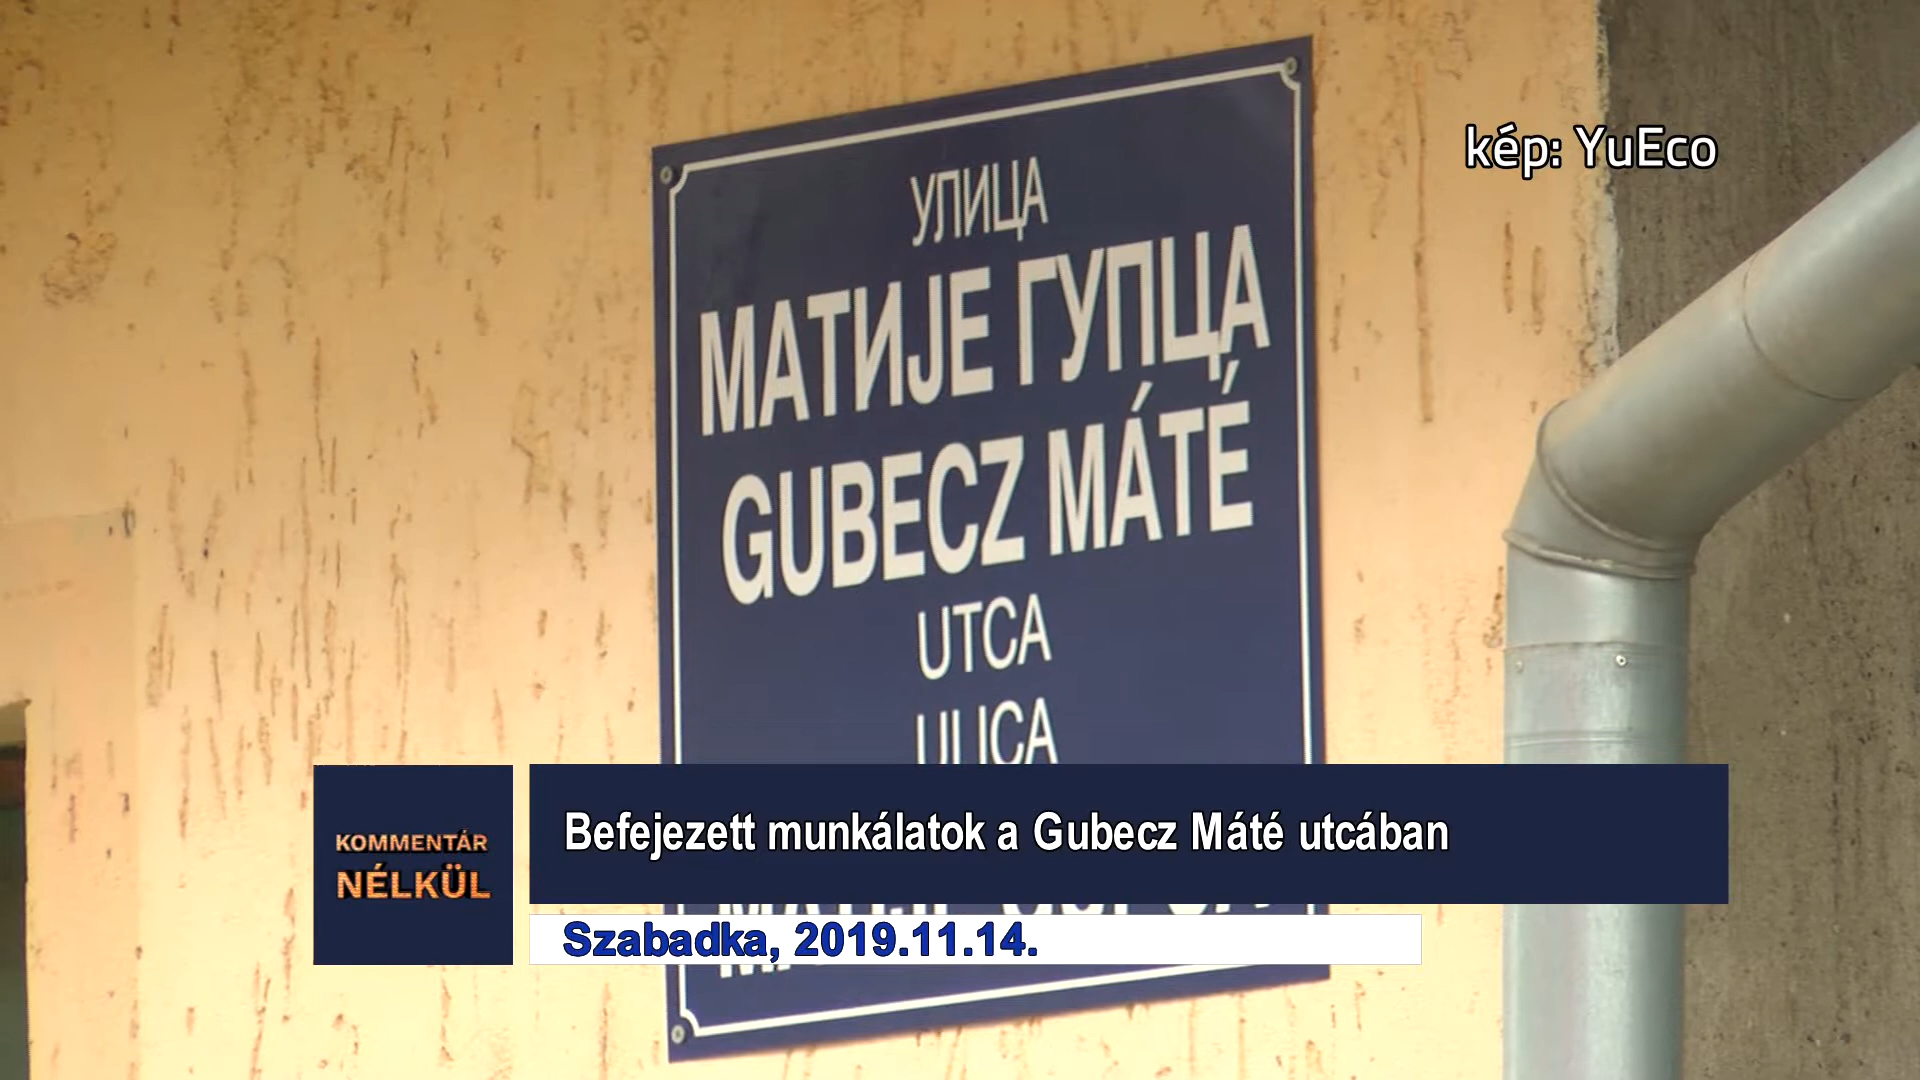 kép: YuEco
УЛИЦА
МАТИЈЕ ГУПЦА
GUBECZ MÁTÉ
UTCA
ULICA
KOMMENTÁR
NÉLKÜL
Befejezett munkálatok a Gubecz Máté utcában
Szabadka, 2019.11.14.